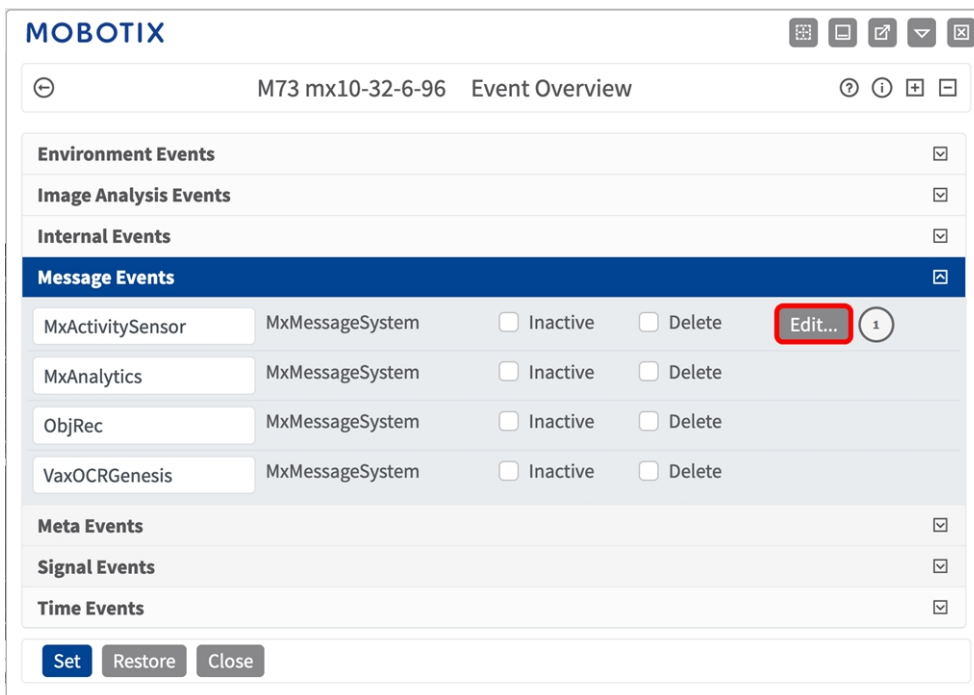 MOBOTIX
M73 mx10-32-6-96 Event Overview
Environment Events
Image Analysis Events
Internal Events
Message Events
MxActivitySensor MxMessageSystem Inactive Delete Edit... 1
MxAnalytics MxMessageSystem Inactive Delete
ObjRec MxMessageSystem Inactive Delete
VaxOCRGenesis MxMessageSystem Inactive Delete
Meta Events
Signal Events
Time Events
Set Restore Close